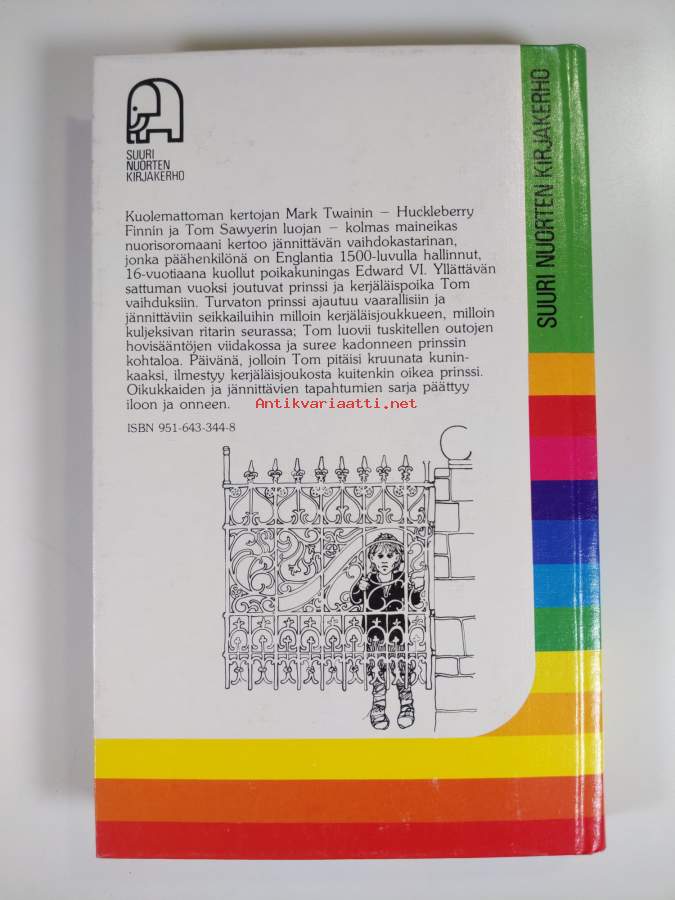 SUURI
NUORTEN
KIRJAKERHO
Kuolemattoman kertojan Mark Twainin – Huckleberry
Finnin ja Tom Sawyerin luojan – kolmas maineikas
nuorisoromaani kertoo jännittävän vaihdokastarinan,
jonka päähenkilönä on Englantia 1500-luvulla hallinnut,
16-vuotiaana kuollut poikakuningas Edward VI. Yllättävän
sattuman vuoksi joutuvat prinssi ja kerjäläispoika Tom
vaihduksiin. Turvaton prinssi ajautuu vaarallisiin ja
jännittäviin seikkailuihin milloin kerjäläisjoukkueen, milloin
kuljeksivan ritarin seurassa; Tom luovii tuskitellen outojen
hovisääntöjen viidakossa ja suree kadonneen prinssin
kohtaloa. Päivänä, jolloin Tom pitäisi kruunata kunin-
kaaksi, ilmestyy kerjäläisjoukosta kuitenkin oikea prinssi.
Oikukkaiden ja jännittävien tapahtumien sarja päättyy
iloon ja onneen.
Antikvariaatti.net
ISBN 951-643-344-8
SUURI NUORTEN KIRJAKERHO